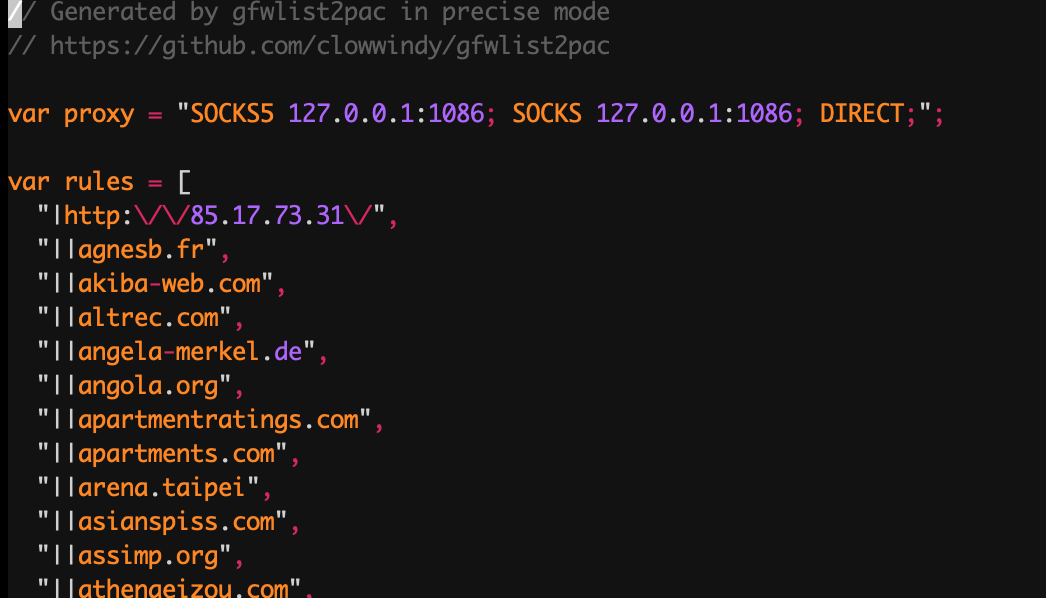 // Generated by gfwlist2pac in precise mode
// https://github.com/clowwindy/gfwlist2pac
var proxy = "SOCKS5 127.0.0.1:1086; SOCKS 127.0.0.1:1086; DIRECT;";
var rules = [
"|http:\/\/85.17.73.31\/",
"||agnesb.fr",
"||akiba-web.com",
"||altrec.com",
"||angela-merkel.de",
"||angola.org",
"||apartmentratings.com",
"||apartments.com",
"||arena.taipei",
"||asianspiss.com",
"||assimp.org",
"||athenaeizou.com",